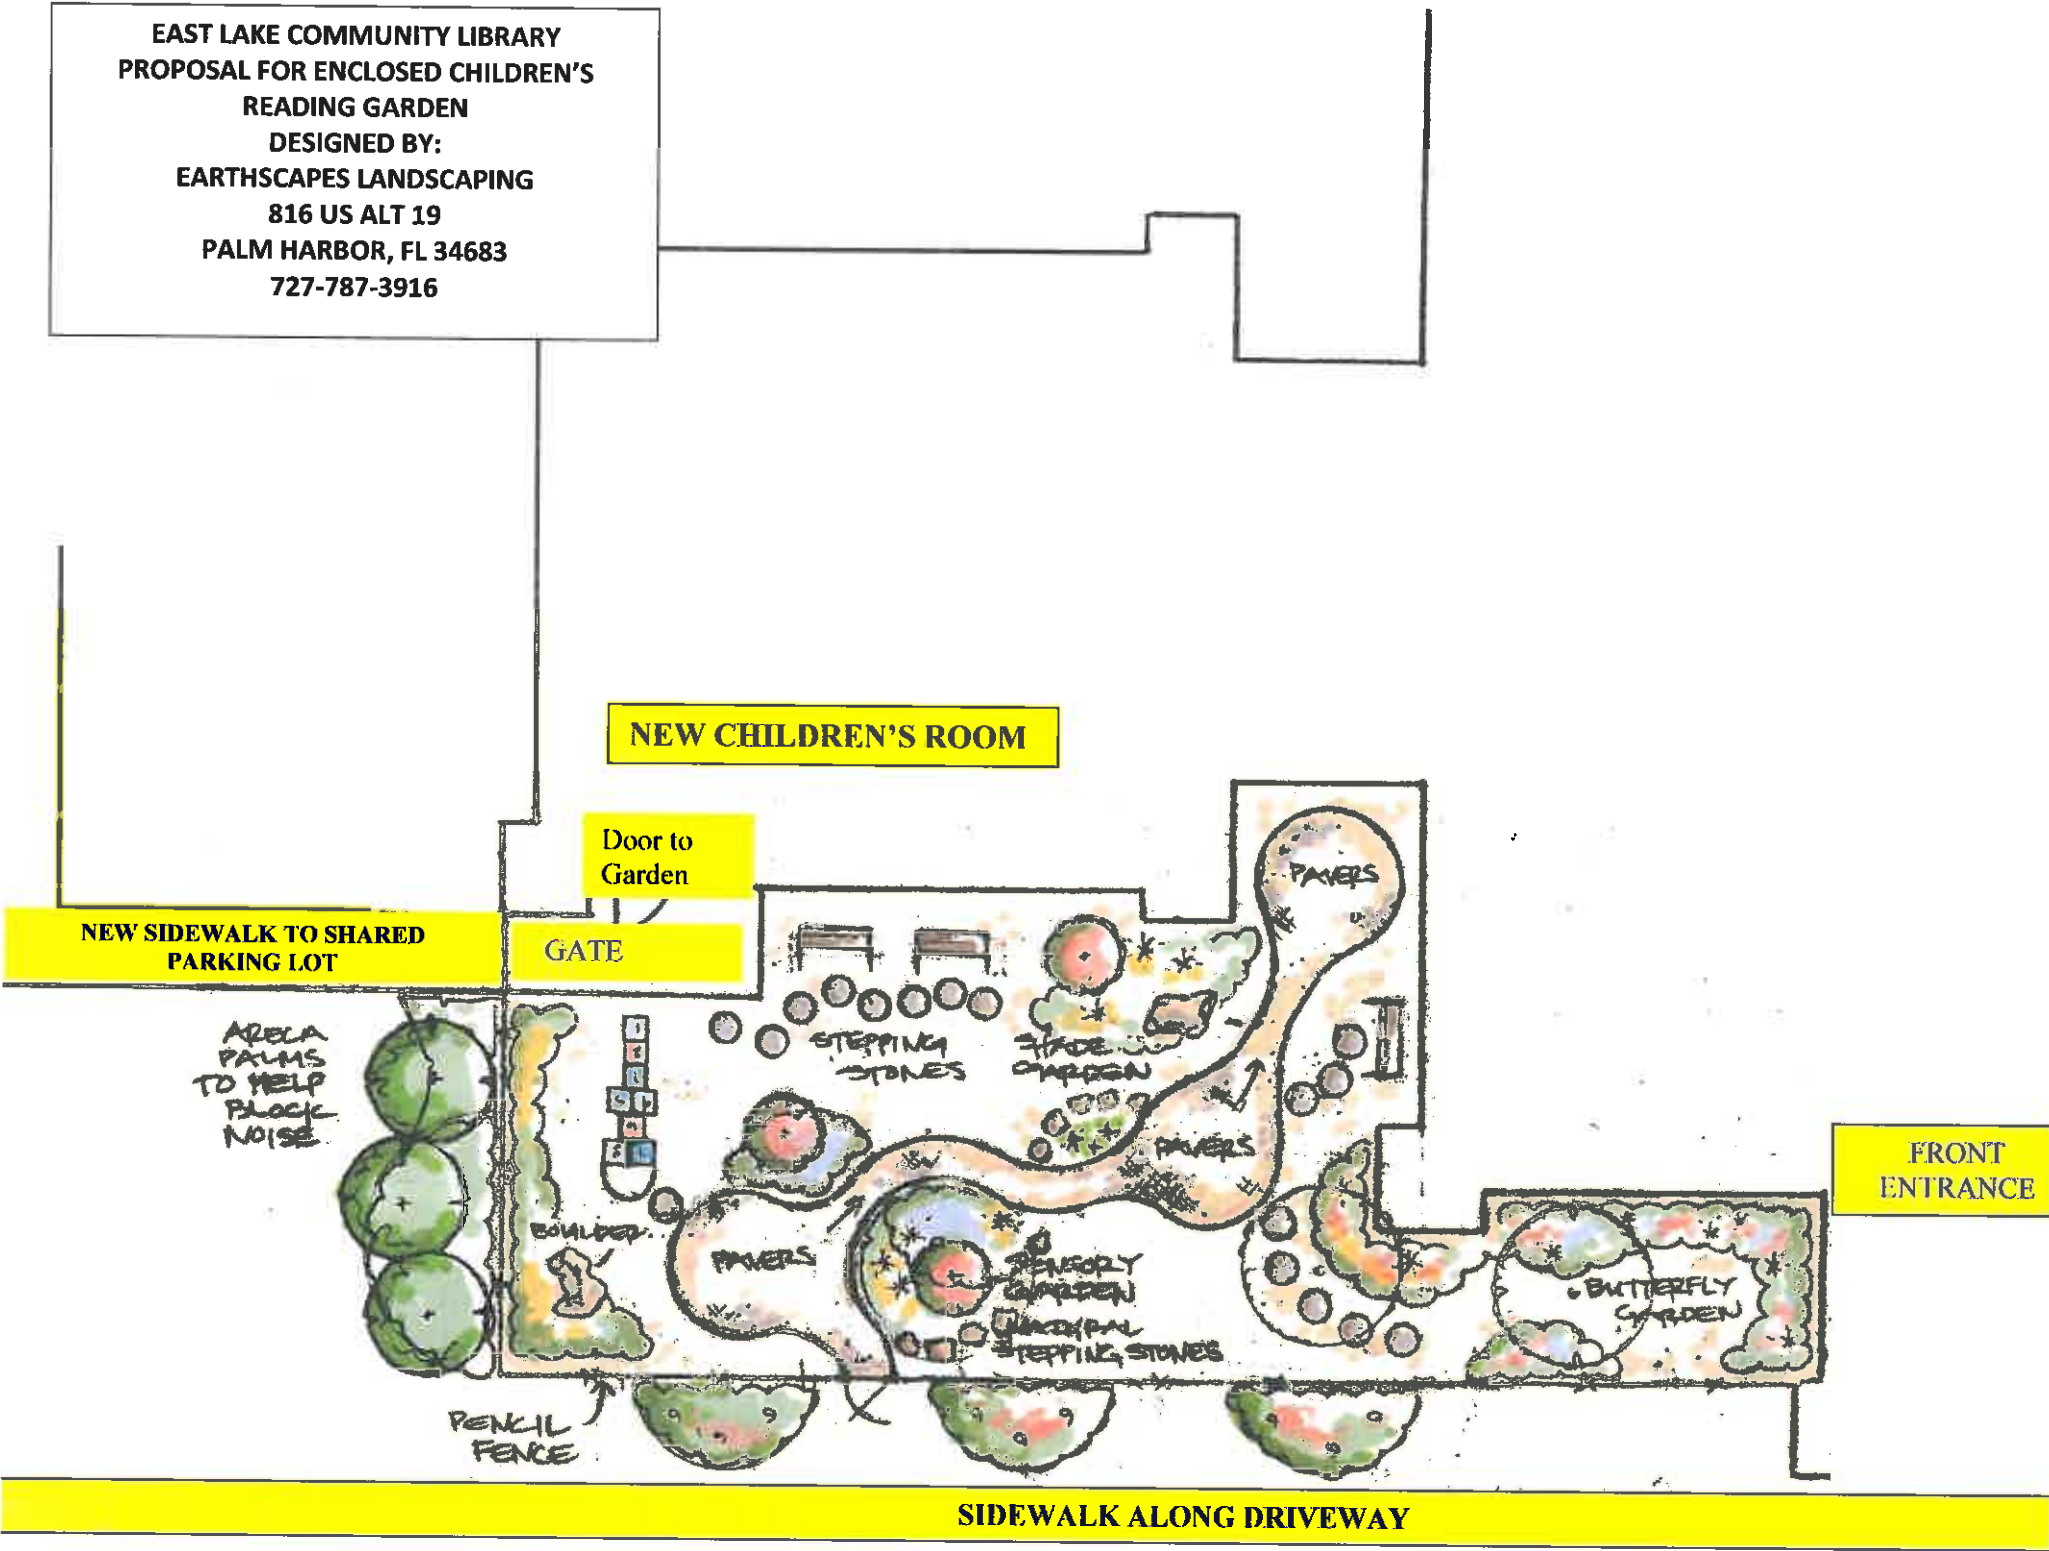 EAST LAKE COMMUNITY LIBRARY
PROPOSAL FOR ENCLOSED CHILDREN'S
READING GARDEN
DESIGNED BY:
EARTHSCAPES LANDSCAPING
816 US ALT 19
PALM HARBOR, FL 34683
727-787-3916
NEW CHILDREN'S ROOM
Door to
Garden
PAVERS
NEW SIDEWALK TO SHARED
PARKING LOT
GATE
ARECA
PALMS
TO HELP
BLOCK
NOISE
STEPPING
STONES
SHADE
GARDEN
PAVERS
FRONT
ENTRANCE
BOULDER
PAVERS
SENSORY
GARDEN
NATURAL
STEPPING STONES
BUTTERFLY
GARDEN
PENCIL
FENCE
SIDEWALK ALONG DRIVEWAY